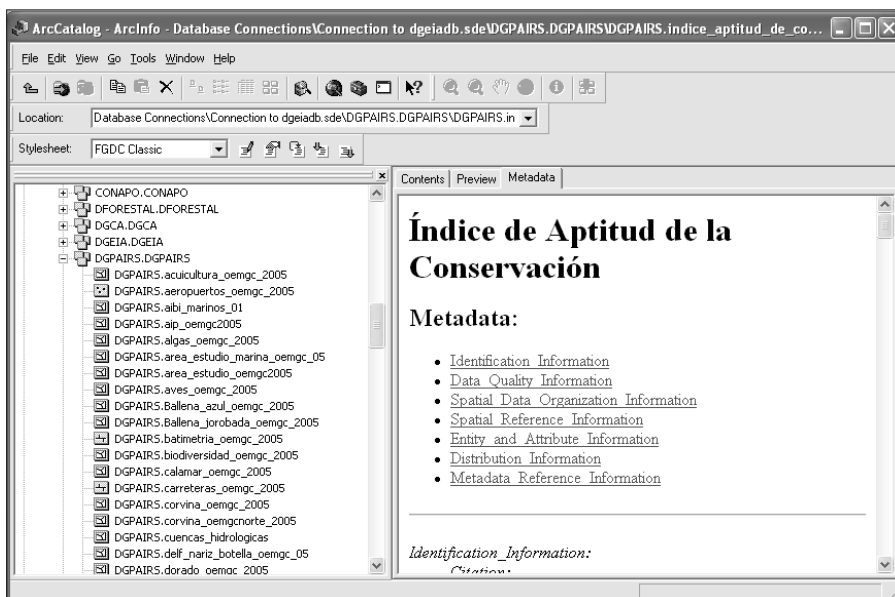 ArcCatalog - ArcInfo - Database Connections\Connection to dgeiadb.sde\DGPAIRS.DGPAIRS\DGPAIRS.indice_aptitud_de_co...
File Edit View Go Tools Window Help
Location: Database Connections\Connection to dgeiadb.sde\DGPAIRS.DGPAIRS\DGPAIRS.in
Stylesheet: FGDC Classic
CONAPO.CONAPO
DFORESTAL.DFORESTAL
DGCA.DGCA
DGEIA.DGEIA
DGPAIRS.DGPAIRS
DGPAIRS.acuicultura_oemgc_2005
DGPAIRS.aeropuertos_oemgc_2005
DGPAIRS.aibi_marinos_01
DGPAIRS.aip_oemgc2005
DGPAIRS.algas_oemgc_2005
DGPAIRS.area_estudio_marina_oemgc_05
DGPAIRS.area_estudio_oemgc2005
DGPAIRS.aves_oemgc_2005
DGPAIRS.Ballena_azul_oemgc_2005
DGPAIRS.Ballena_jorobada_oemgc_2005
DGPAIRS.batimetria_oemgc_2005
DGPAIRS.biodiversidad_oemgc_2005
DGPAIRS.calamar_oemgc_2005
DGPAIRS.carreteras_oemgc_2005
DGPAIRS.corvina_oemgc_2005
DGPAIRS.corvina_oemgcnorte_2005
DGPAIRS.cuencas_hidrologicas
DGPAIRS.delf_nariz_botella_oemgc_05
DGPAIRS.dorado_oemgc_2005
Contents Preview Metadata
Índice de Aptitud de la
Conservación
Metadata:
Identification Information
Data Quality Information
Spatial Data Organization Information
Spatial Reference Information
Entity and Attribute Information
Distribution Information
Metadata Reference Information
Identification_Information:
Citation: